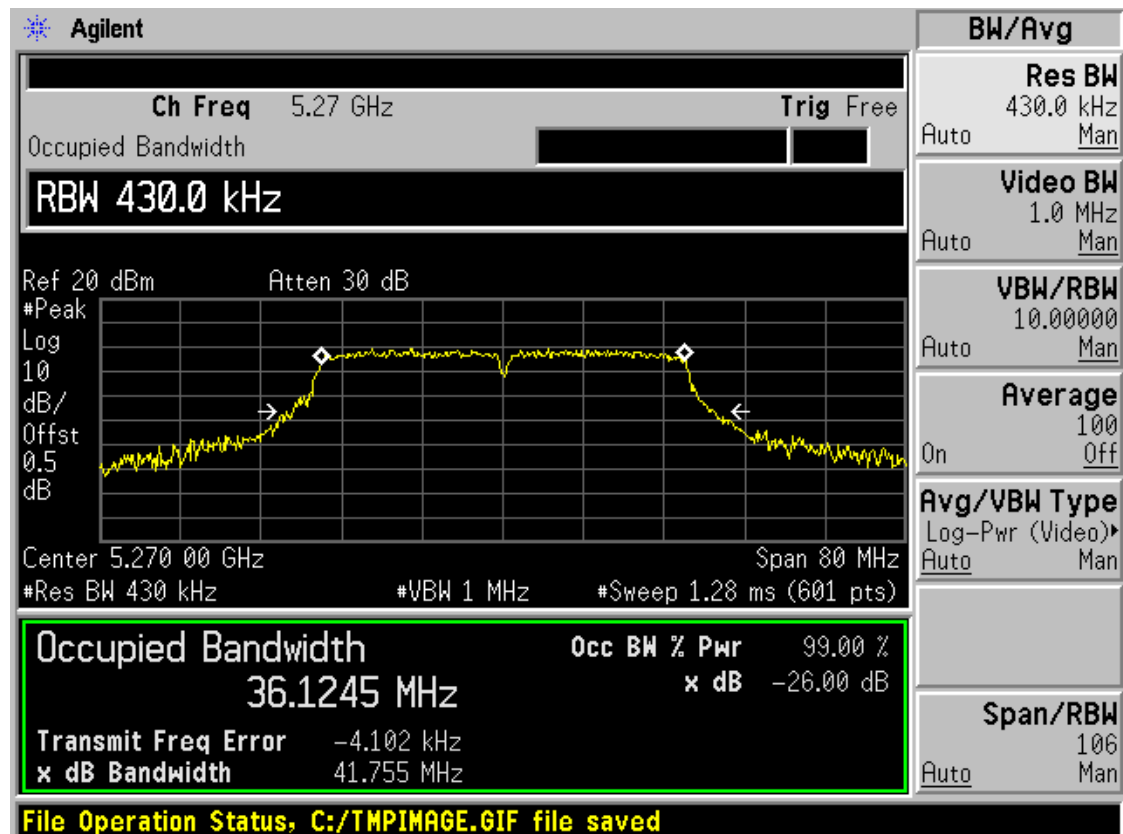 Agilent
Ch Freq 5.27 GHz Trig Free
Occupied Bandwidth
RBW 430.0 kHz
Ref 20 dBm Atten 30 dB
#Peak
Log
10
dB/
Offst
0.5
dB
Center 5.270 00 GHz Span 80 MHz
#Res BW 430 kHz #VBW 1 MHz #Sweep 1.28 ms (601 pts)
Occupied Bandwidth Occ BW % Pwr 99.00 %
36.1245 MHz x dB -26.00 dB
Transmit Freq Error -4.102 kHz
x dB Bandwidth 41.755 MHz
File Operation Status, C:/TMPIMAGE.GIF file saved
BW/Avg
Res BW
430.0 kHz
Auto Man
Video BW
1.0 MHz
Auto Man
VBW/RBW
10.00000
Auto Man
Average
100
On Off
Avg/VBW Type
Log-Pwr (Video)
Auto Man
Span/RBW
106
Auto Man